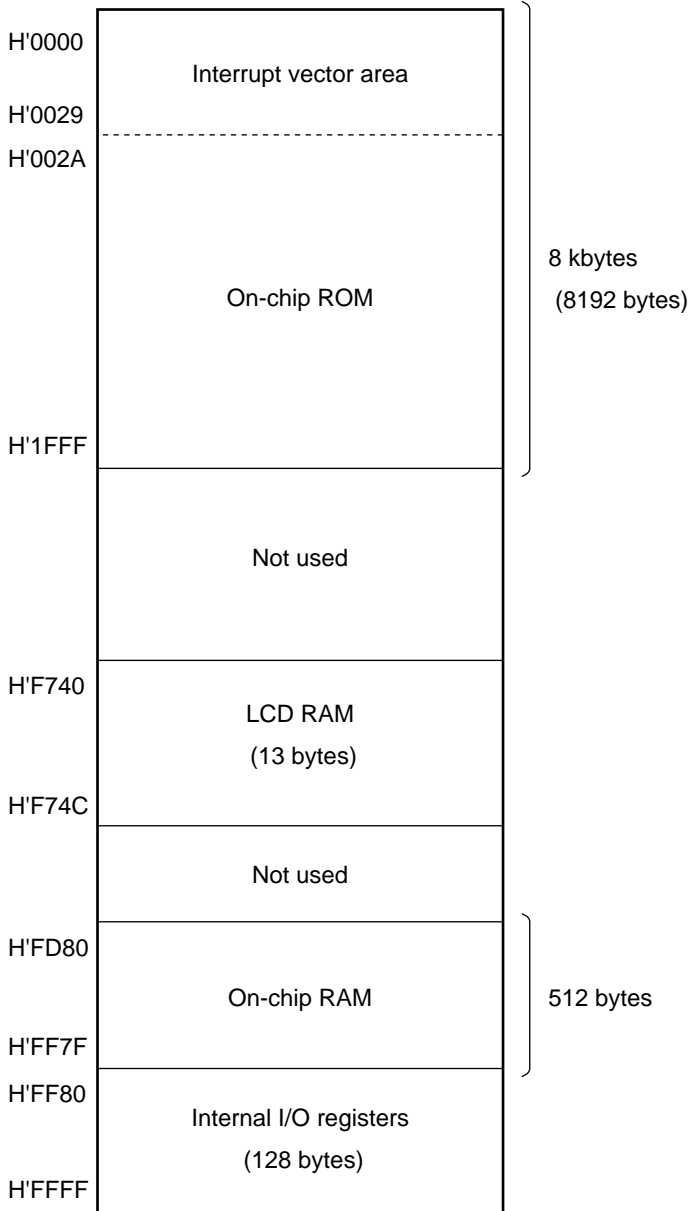 H'0000
Interrupt vector area
H'0029
H'002A
8 kbytes
(8192 bytes)
On-chip ROM
H'1FFF
Not used
H'F740
LCD RAM
(13 bytes)
H'F74C
Not used
H'FD80
On-chip RAM
512 bytes
H'FF7F
H'FF80
Internal I/O registers
(128 bytes)
H'FFFF